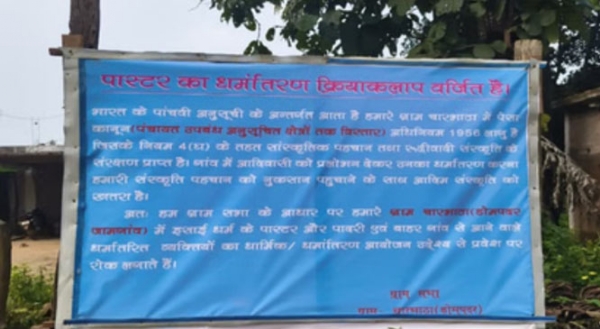 पास्टर का धर्मांतरण क्रियाकलाप वर्जित है।
भारत के पांचवी अनुसूची के अन्तर्गत आता है हमारे ग्राम चारभाठा में पेसा
कानून(पंचायत उपबंध अनुसूचित क्षेत्रों तक विस्तार) अधिनियम 1956 लागु है
जिसके नियम 4(घ) के तहत सांस्कृतिक पहचान तथा रूढीवादी संस्कृति के
संरक्षण प्राप्त है। गांव में आदिवासी को प्रलोभन देकर उनका धर्मांतरण करना
हमारी संस्कृति पहचान को नुकसान पहुचाने के साथ आदिम संस्कृति को
खतरा है।
अतः हम ग्राम सभा के आधार पर हमारे ग्राम
में इसाई धर्म के पास्टर और पादरी एवं बाहर गांव से आने वाले
धर्मांतरित व्यक्तियों का धार्मिक/ धर्मांतरण आयोजन उद्देश्य से प्रवेश पर
रोक लगाते है।
ग्राम सभा
ग्राम-